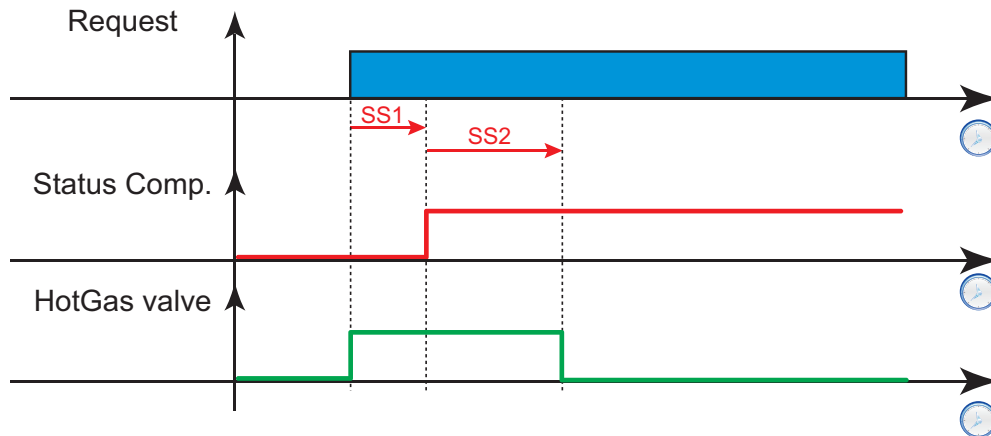 Request
SS1
SS2
Status Comp.
HotGas valve